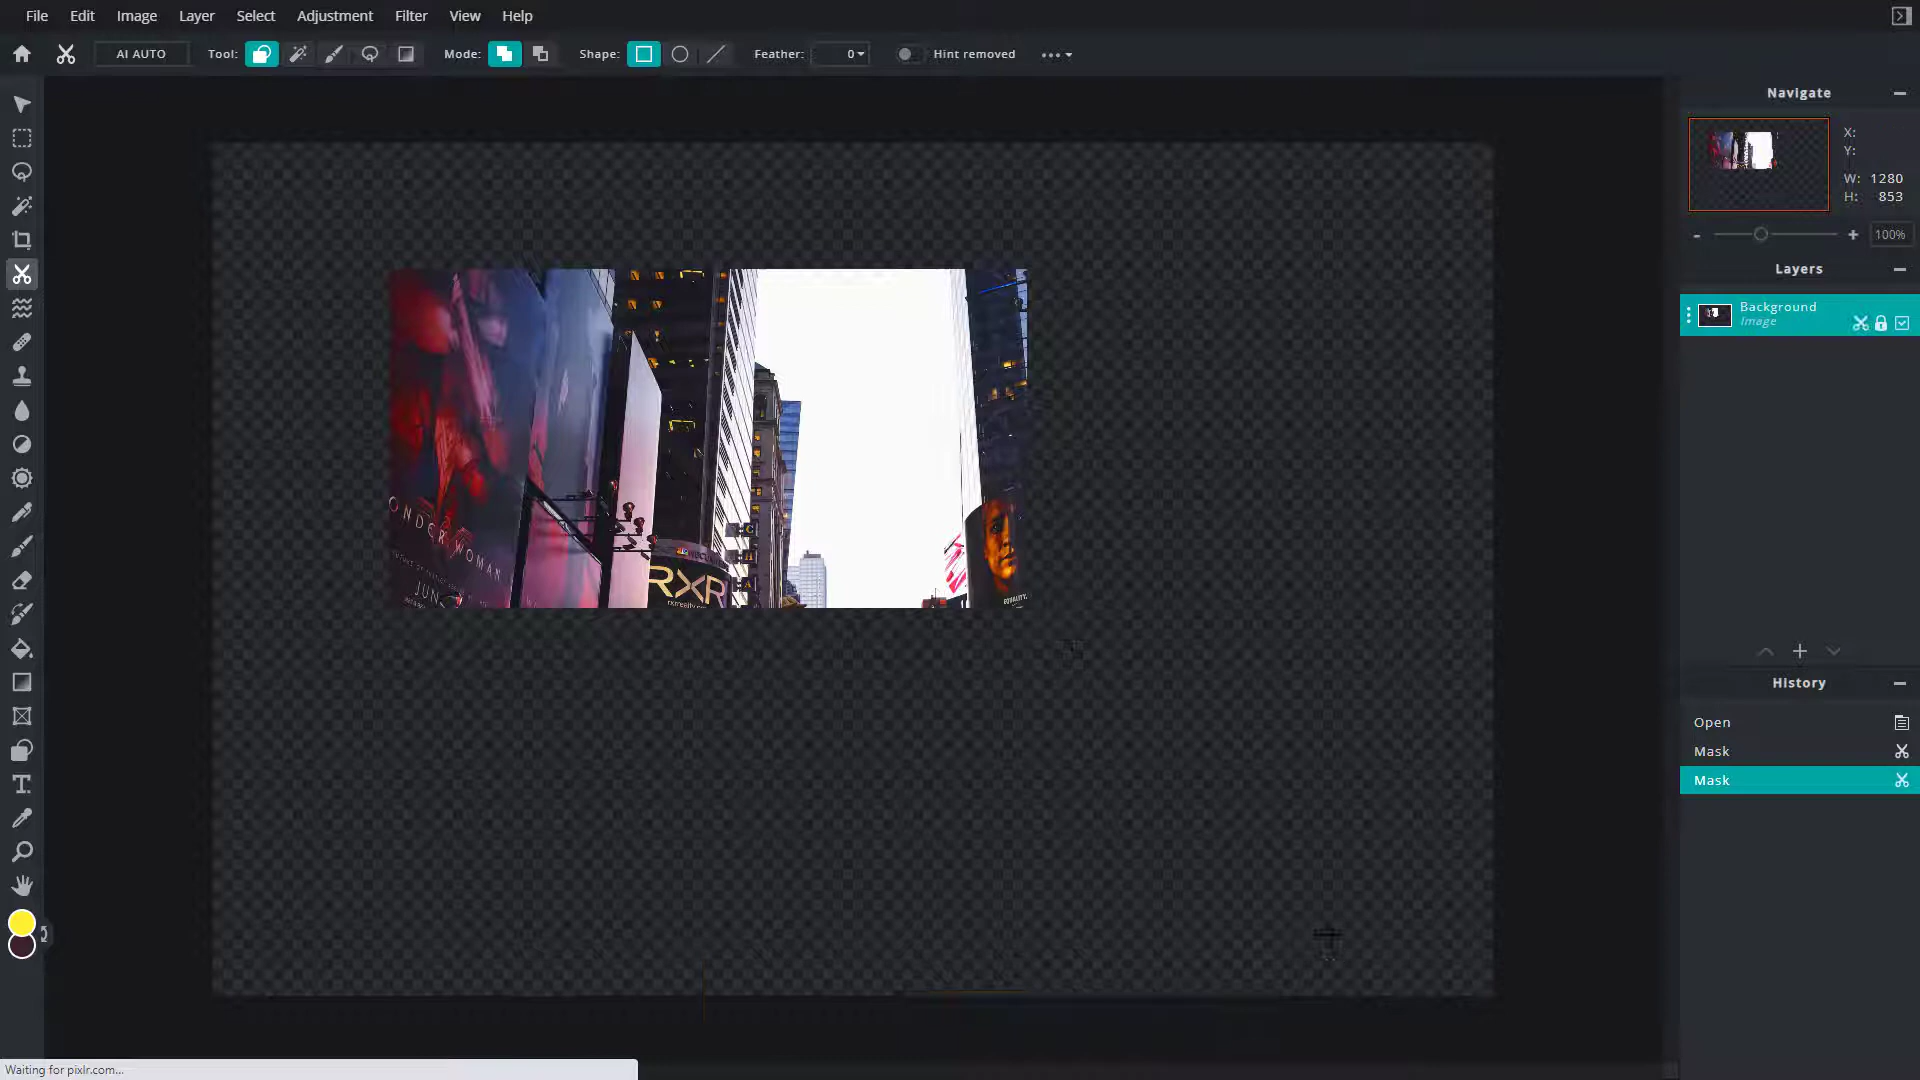 File Edit Image Layer Select Adjustment Filter View Help
AI AUTO Tool: Mode: Shape: Feather: 0 Hint removed
Navigate
X:
Y:
W: 1280
H: 853
- + 100%
Layers
Background
Image
History
Open
Mask
Mask
ONDER WOMAN
JUN
RXR
C
H
A
EQUALITY.
Waiting for pixlr.com...